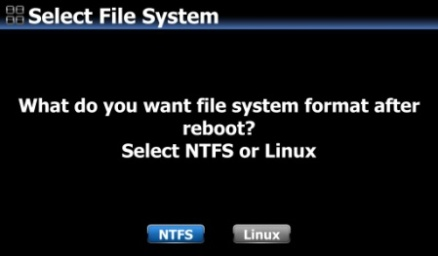 Select File System
What do you want file system format after
reboot?
Select NTFS or Linux
NTFS
Linux